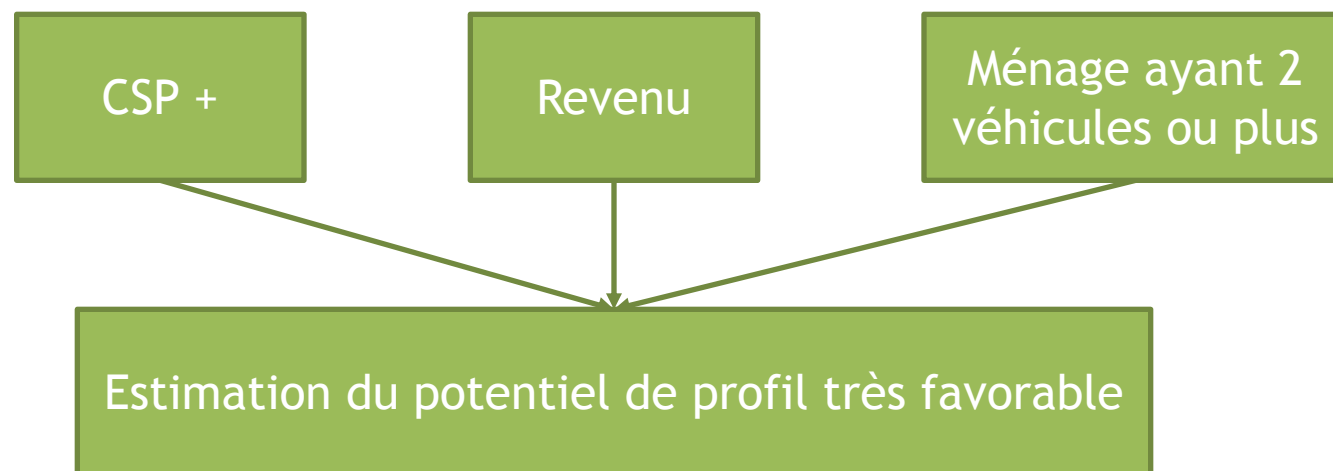 CSP +
Revenu
Ménage ayant 2
véhicules ou plus
Estimation du potentiel de profil très favorable